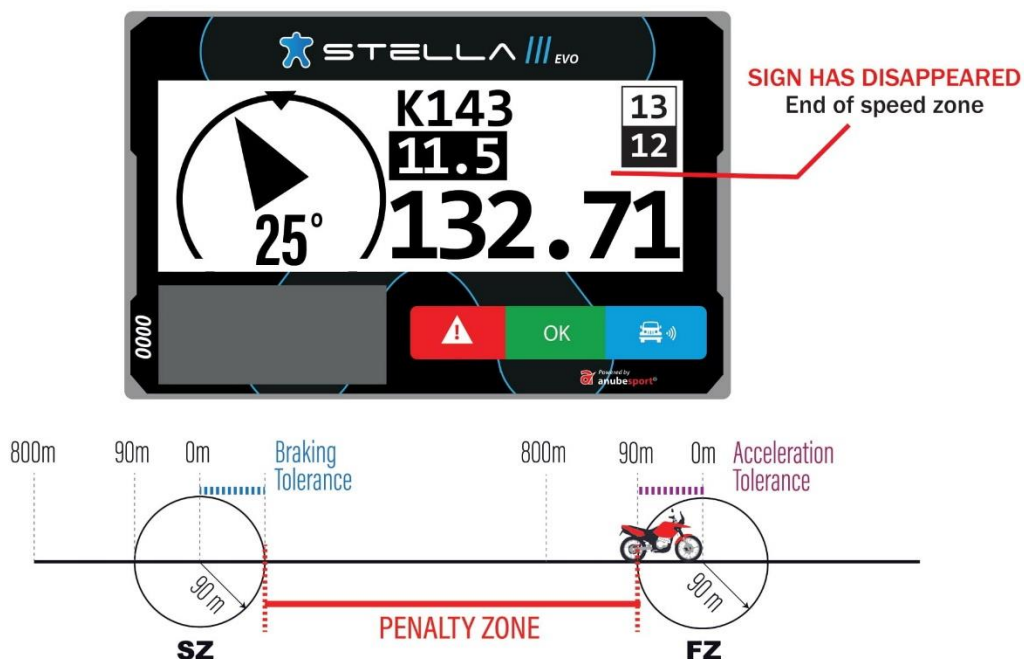 STELLA III EVO
K143
13
11.5
12
132.71
25°
0000
OK
Powered by
anubesport®
SIGN HAS DISAPPEARED
End of speed zone
800m
90m
0m
Braking
Tolerance
800m
90m
0m
Acceleration
Tolerance
90 m
90 m
PENALTY ZONE
SZ
FZ